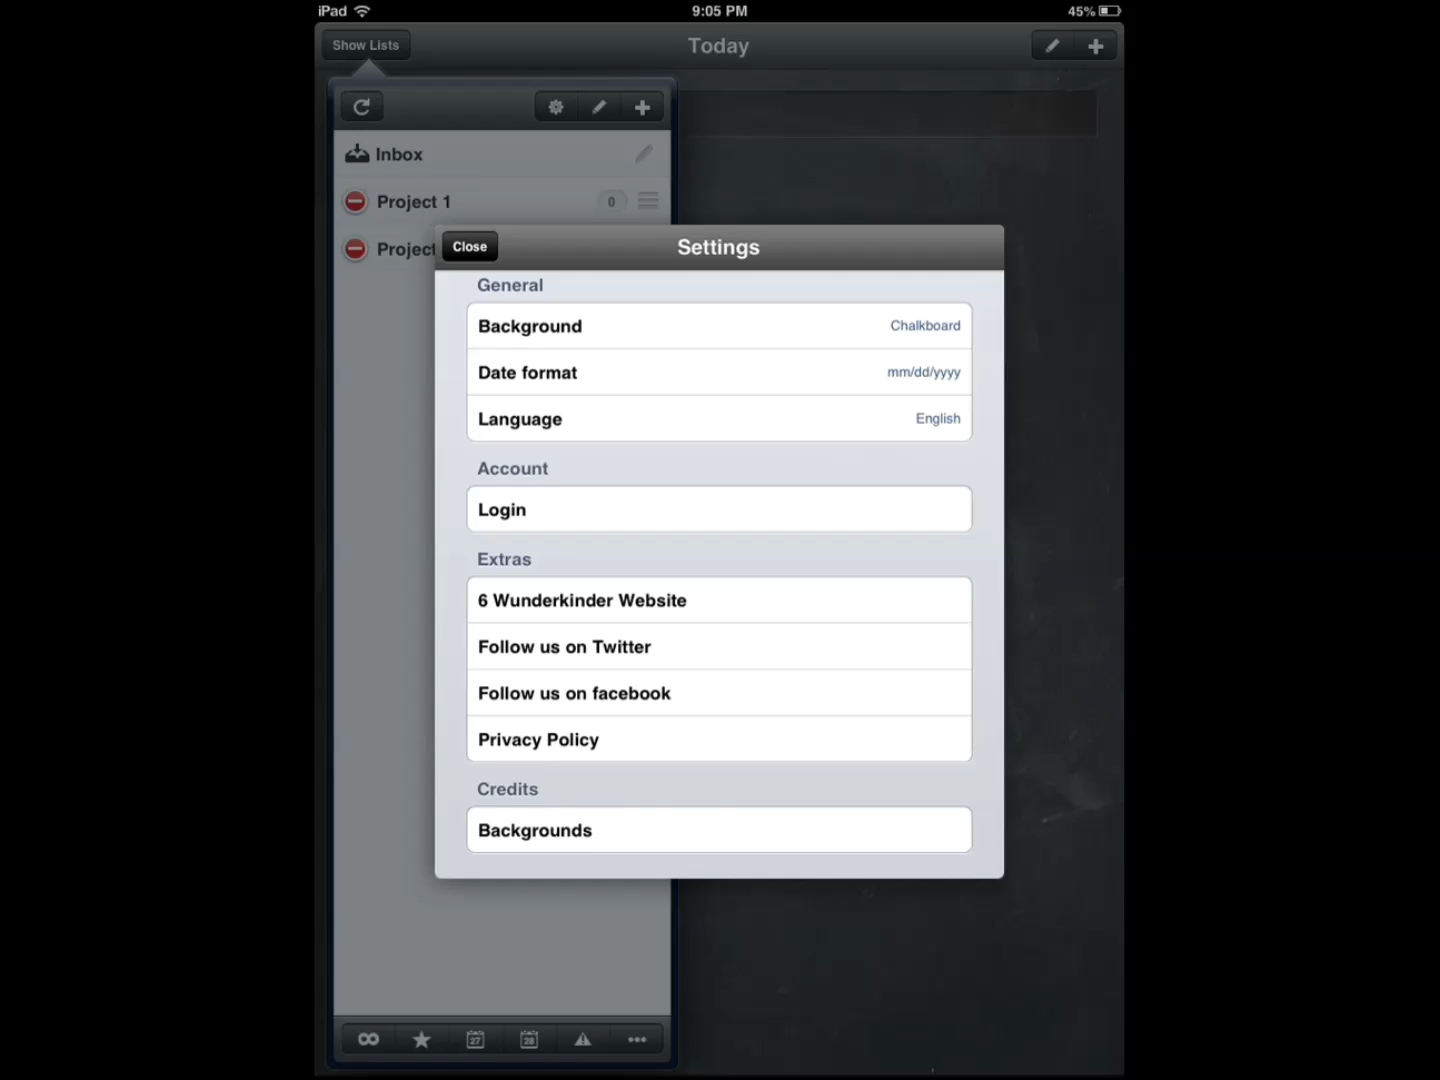 iPad
9:05 PM
45%
Show Lists
Today
Inbox
Project 1
0
Project
Close
Settings
General
Background
Chalkboard
Date format
mm/dd/yyyy
Language
English
Account
Login
Extras
6 Wunderkinder Website
Follow us on Twitter
Follow us on facebook
Privacy Policy
Credits
Backgrounds
27
28